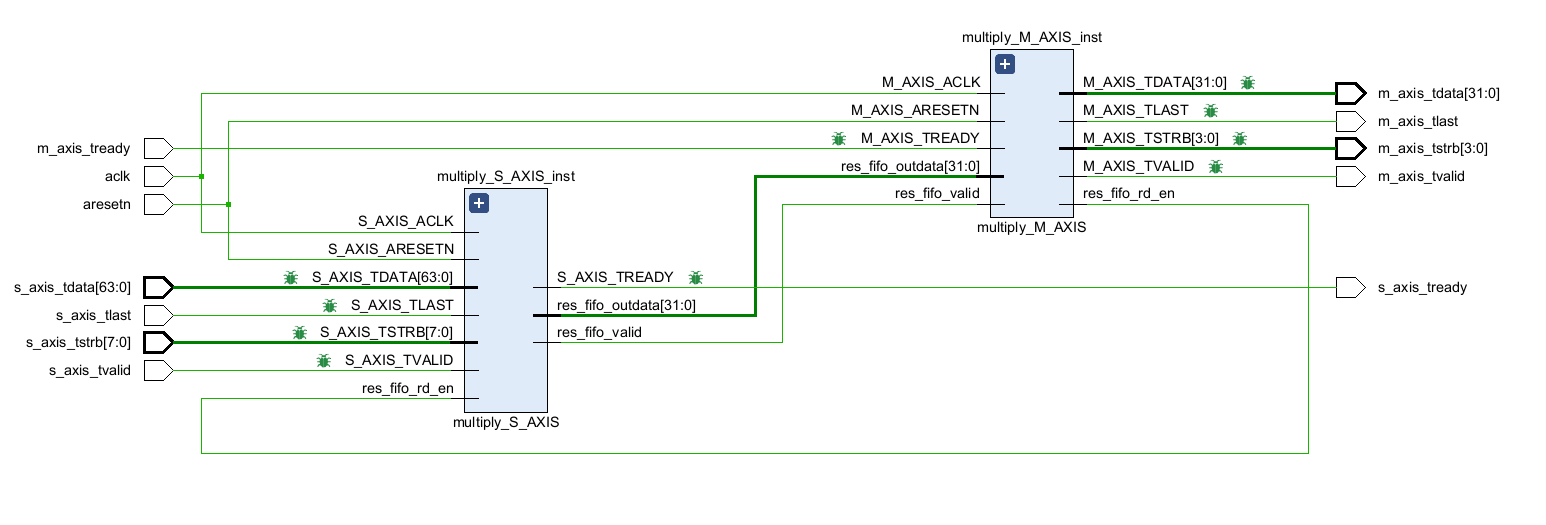 multiply_M_AXIS_inst
M_AXIS_ACLK
M_AXIS_TDATA[31:0]
m_axis_tdata[31:0]
M_AXIS_ARESETN
M_AXIS_TLAST
m_axis_tlast
m_axis_tready
M_AXIS_TREADY
M_AXIS_TSTRB[3:0]
m_axis_tstrb[3:0]
aclk
multiply_S_AXIS_inst
res_fifo_outdata[31:0]
M_AXIS_TVALID
m_axis_tvalid
aresetn
res_fifo_valid
res_fifo_rd_en
S_AXIS_ACLK
multiply_M_AXIS
S_AXIS_ARESETN
s_axis_tdata[63:0]
S_AXIS_TDATA[63:0]
S_AXIS_TREADY
s_axis_tready
s_axis_tlast
S_AXIS_TLAST
res_fifo_outdata[31:0]
s_axis_tstrb[7:0]
S_AXIS_TSTRB[7:0]
res_fifo_valid
s_axis_tvalid
S_AXIS_TVALID
res_fifo_rd_en
multiply_S_AXIS